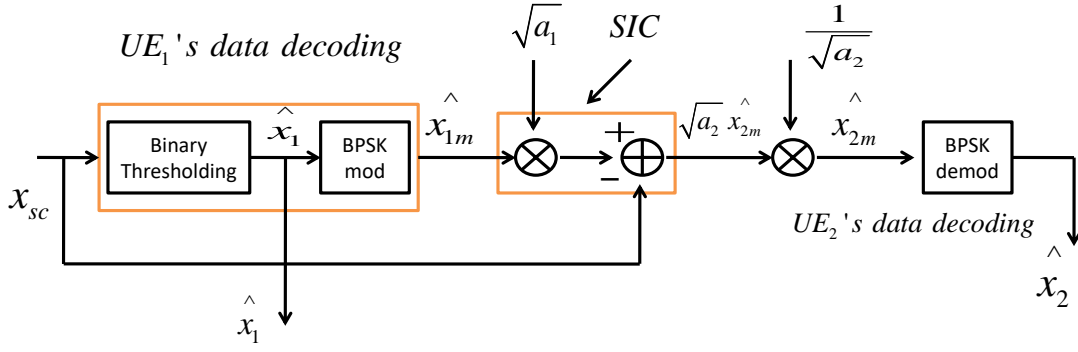 UE₁'s data decoding
√a₁
SIC
1/√a₂
x_sc
Binary
Thresholding
x̂₁
BPSK
mod
x̂₁ₘ
+
−
√a₂ x̂₂ₘ
x̂₂ₘ
BPSK
demod
UE₂'s data decoding
x̂₁
x̂₂